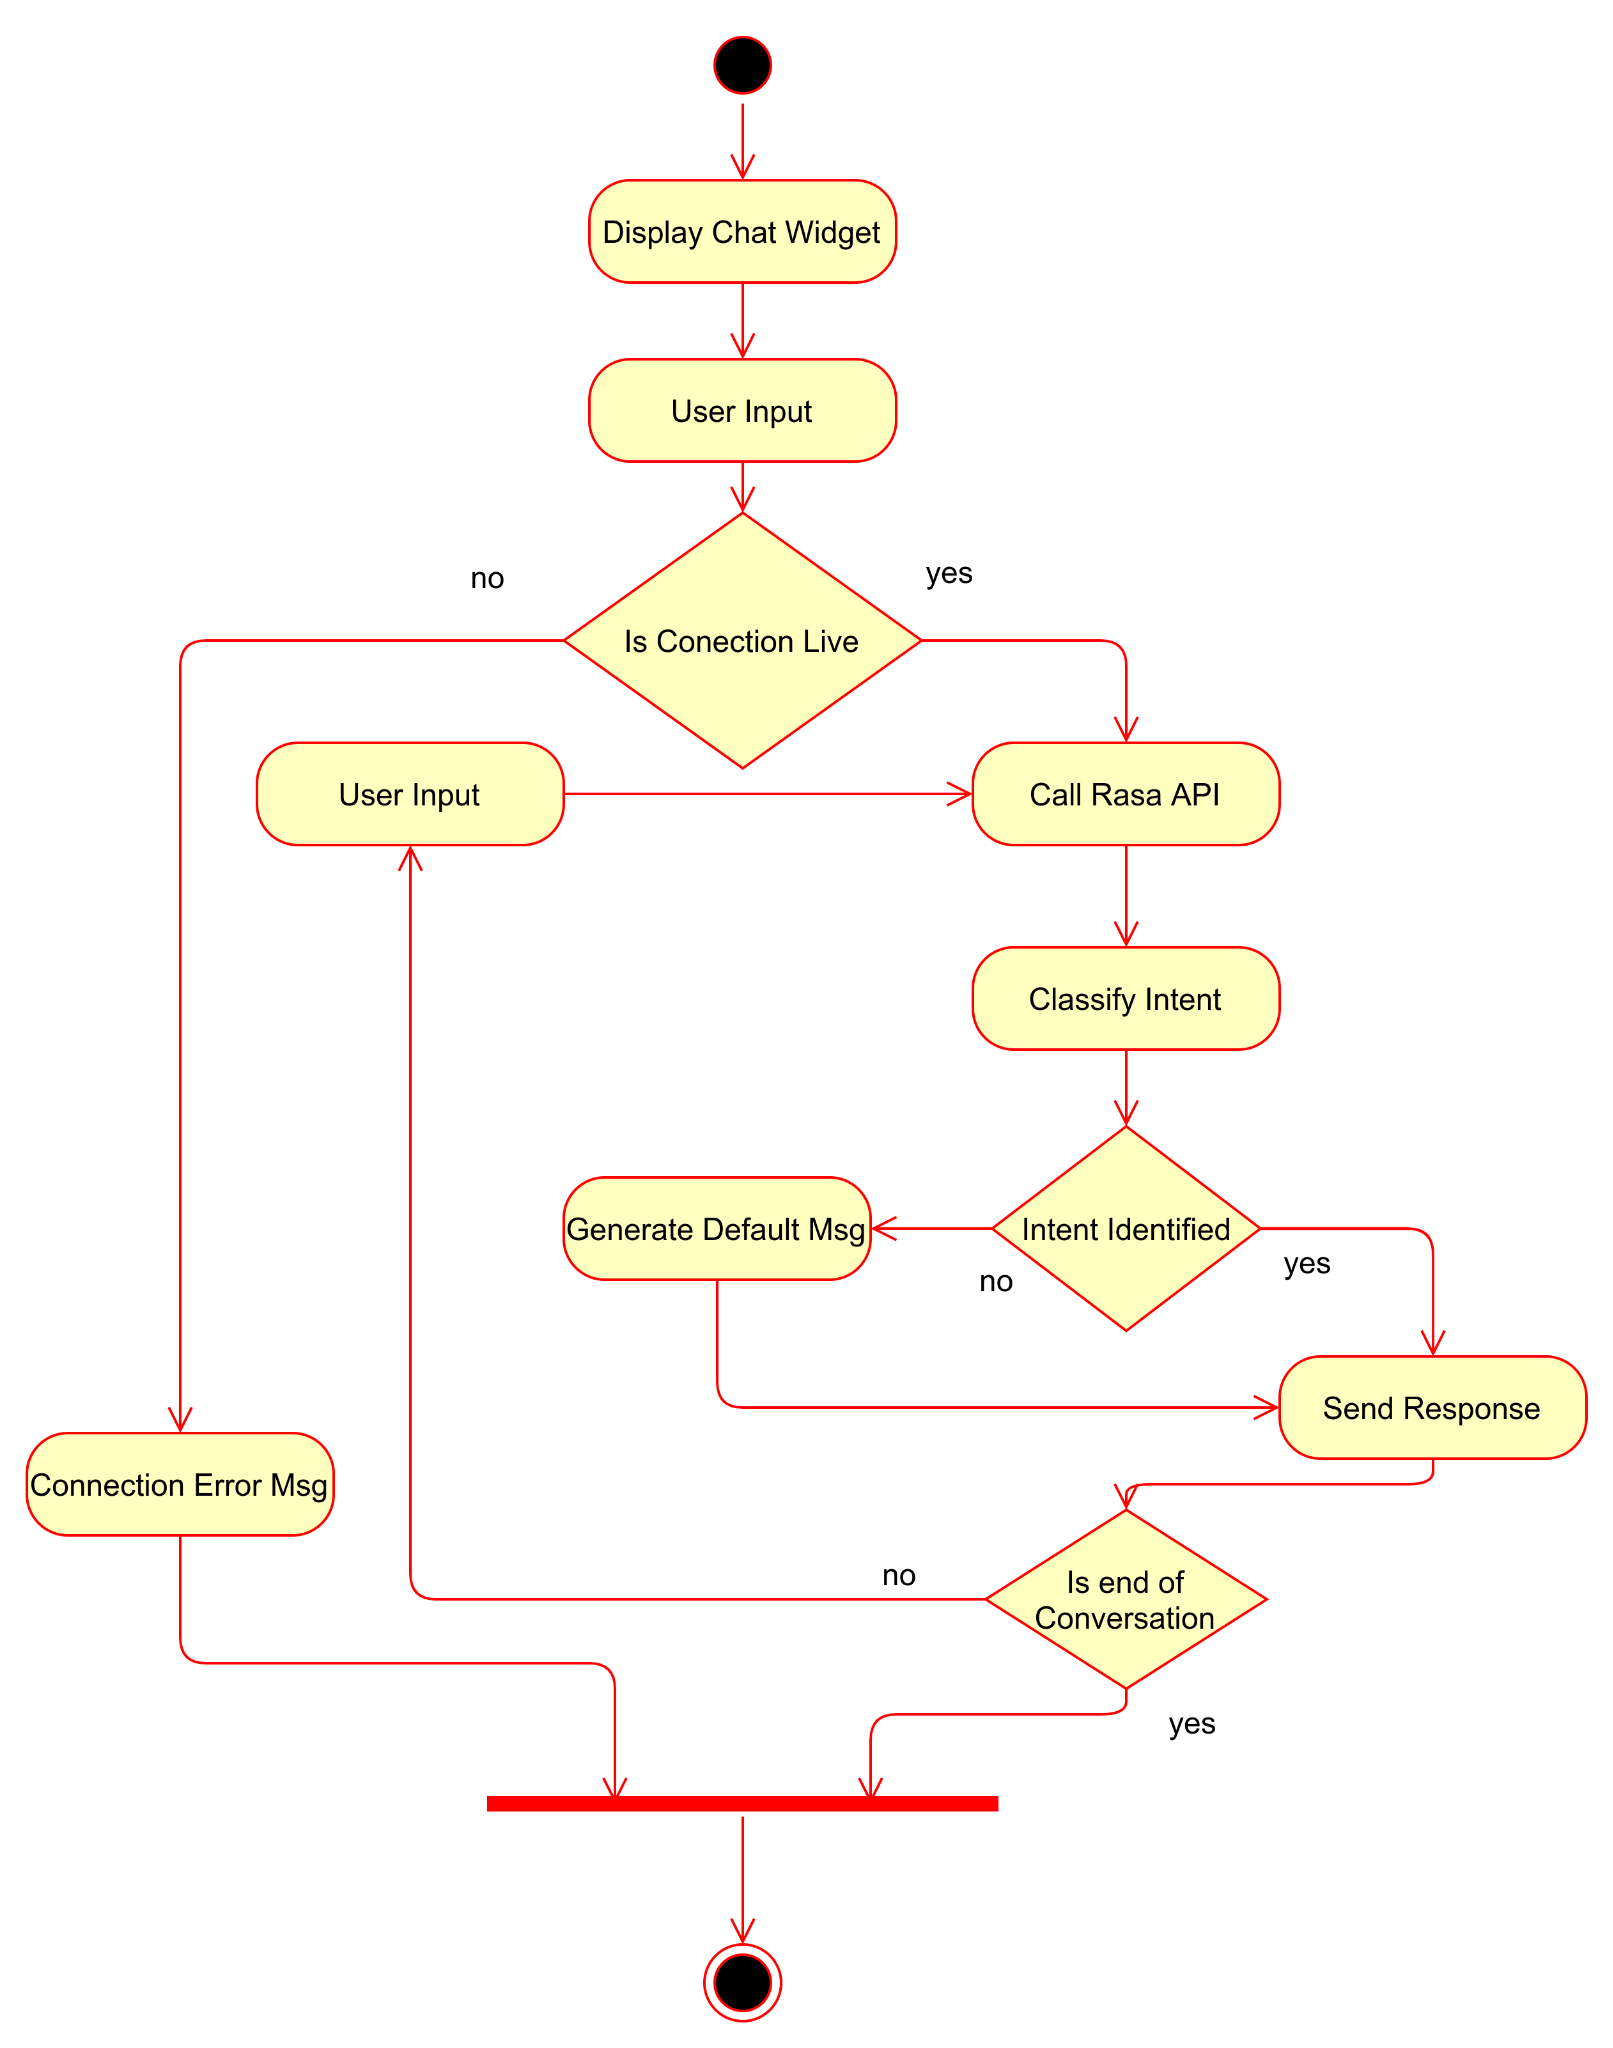 Display Chat Widget
User Input
no
yes
Is Conection Live
User Input
Call Rasa API
Classify Intent
Generate Default Msg
Intent Identified
no
yes
Send Response
Connection Error Msg
no
Is end of
Conversation
yes